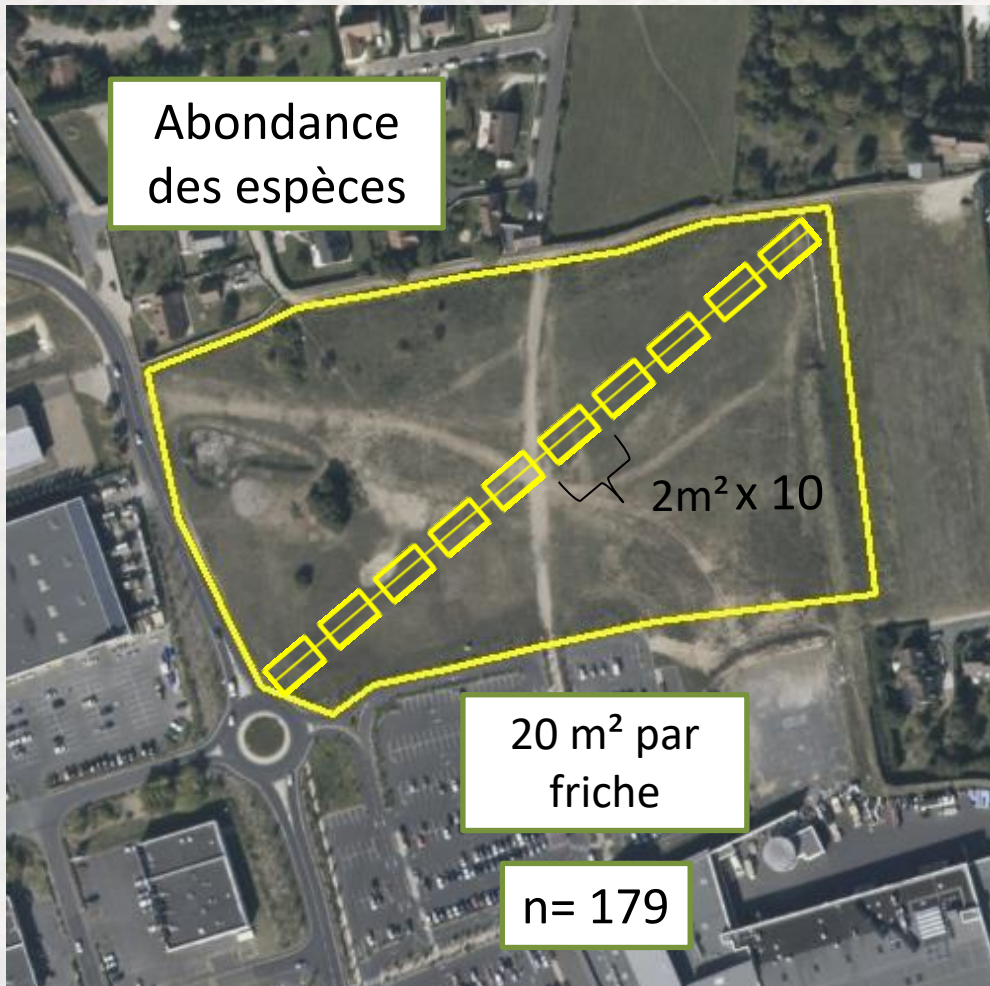 Abondance
des espèces
2m² x 10
20 m² par
friche
n= 179